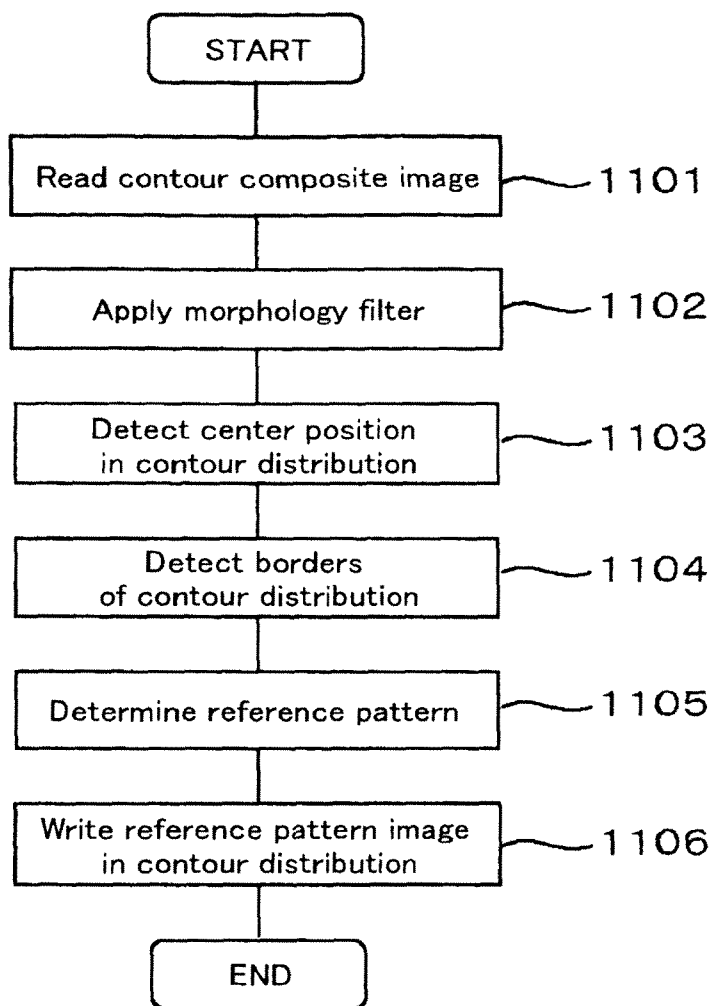 START
Read contour composite image
1101
Apply morphology filter
1102
Detect center position
in contour distribution
1103
Detect borders
of contour distribution
1104
Determine reference pattern
1105
Write reference pattern image
in contour distribution
1106
END